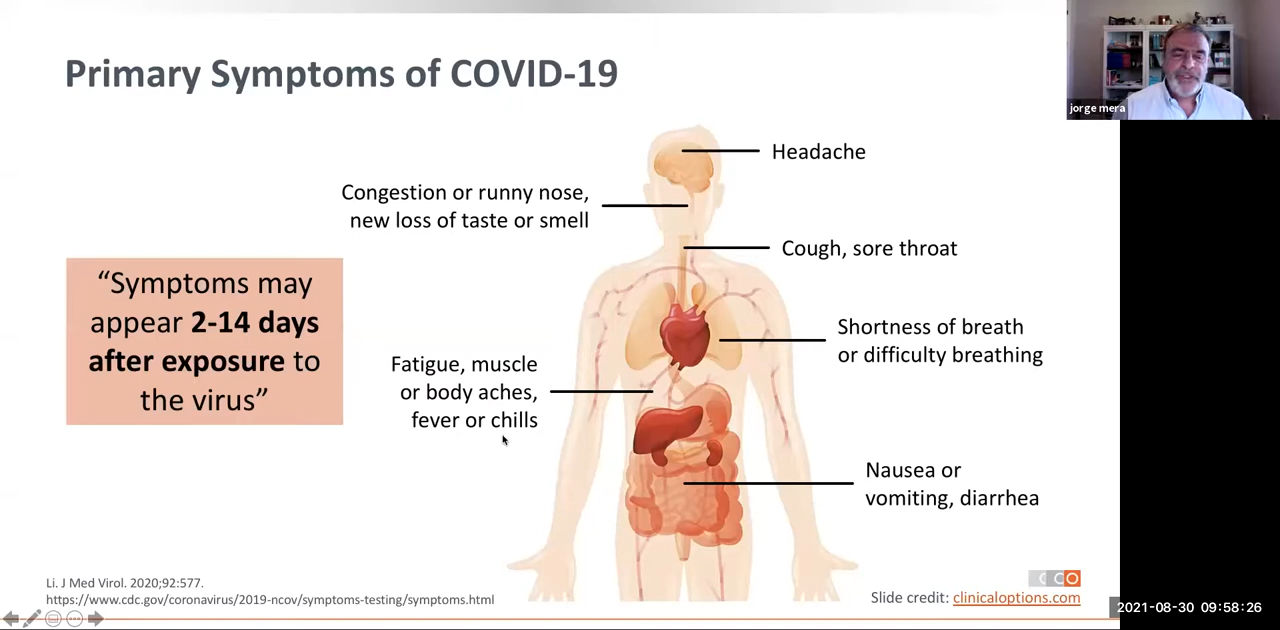 Primary Symptoms of COVID-19
jorge mera
Headache
Congestion or runny nose,
new loss of taste or smell
Cough, sore throat
“Symptoms may
appear 2-14 days
after exposure to
the virus”
Shortness of breath
or difficulty breathing
Fatigue, muscle
or body aches,
fever or chills
Nausea or
vomiting, diarrhea
Li. J Med Virol. 2020;92:577.
https://www.cdc.gov/coronavirus/2019-ncov/symptoms-testing/symptoms.html
CCO
Slide credit: clinicaloptions.com
2021-08-30 09:58:26